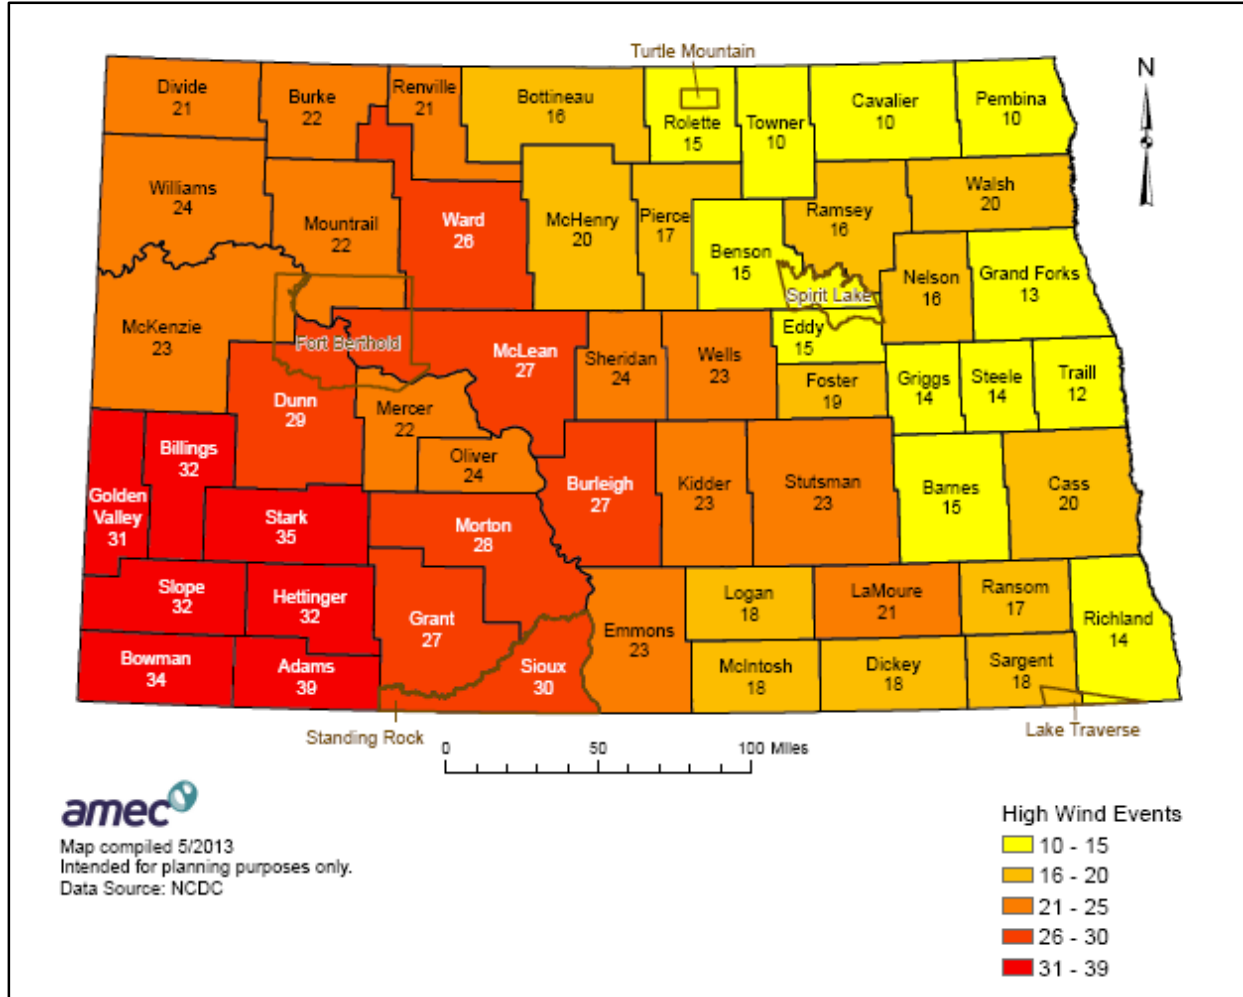 Turtle Mountain
N
Divide
21
Burke
22
Renville
21
Bottineau
16
Rolette
15
Towner
10
Cavalier
10
Pembina
10
Williams
24
Mountrail
22
Ward
26
McHenry
20
Pierce
17
Benson
15
Ramsey
16
Walsh
20
Nelson
16
Grand Forks
13
Spirit Lake
McKenzie
23
Fort Berthold
Dunn
29
McLean
27
Mercer
22
Oliver
24
Sheridan
24
Wells
23
Eddy
15
Foster
19
Griggs
14
Steele
14
Traill
12
Billings
32
Golden
Valley
31
Stark
35
Morton
28
Burleigh
27
Kidder
23
Stutsman
23
Barnes
15
Cass
20
Slope
32
Hettinger
32
Grant
27
Bowman
34
Adams
39
Sioux
30
Emmons
23
Logan
18
LaMoure
21
Ransom
17
Richland
14
McIntosh
18
Dickey
18
Sargent
18
Standing Rock
Lake Traverse
0 50 100 Miles
amec
Map compiled 5/2013
Intended for planning purposes only.
Data Source: NCDC
High Wind Events
10 - 15
16 - 20
21 - 25
26 - 30
31 - 39